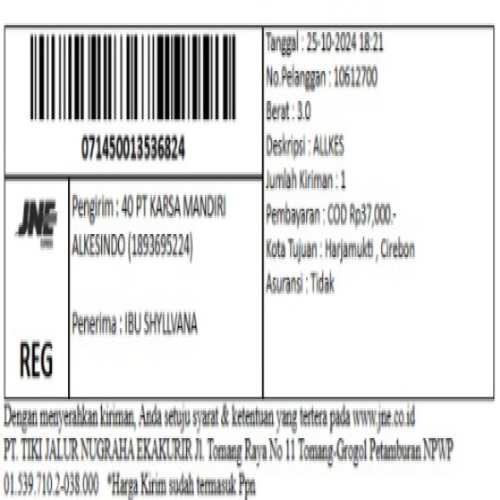 071450013536824
JNE
EXPRESS
REG
Pengirim : 40 PT KARSA MANDIRI
ALKESINDO (1893695224)
Penerima : IBU SHYLLVANA
Tanggal : 25-10-2024 18:21
No.Pelanggan : 10612700
Berat : 3.0
Deskripsi : ALLKES
Jumlah Kiriman : 1
Pembayaran : COD Rp37,000.-
Kota Tujuan : Harjamukti , Cirebon
Asuransi : Tidak
Dengan menyerahkan kiriman, Anda setuju syarat & ketentuan yang tertera pada www.jne.co.id
PT. TIKI JALUR NUGRAHA EKAKURIR Jl. Tomang Raya No 11 Tomang-Grogol Petamburan NPWP
01.539.710.2-038.000 *Harga Kirim sudah termasuk Ppn